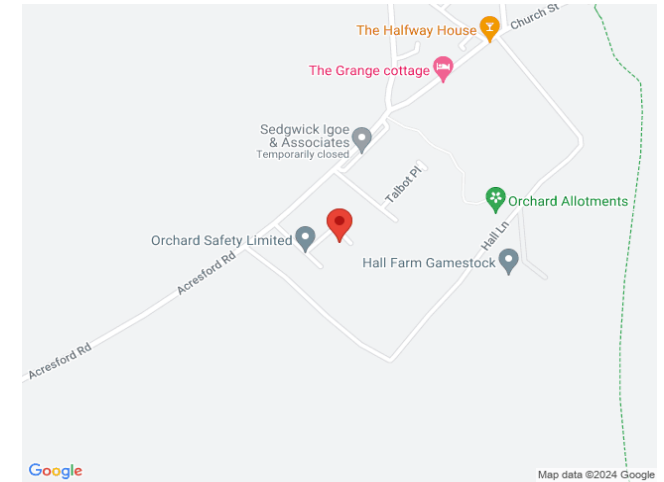 Church St
The Halfway House
The Grange cottage
Sedgwick Igoe
& Associates
Temporarily closed
Talbot Pl
Orchard Allotments
Orchard Safety Limited
Hall Ln
Hall Farm Gamestock
Acresford Rd
Acresford Rd
Google
Map data ©2024 Google